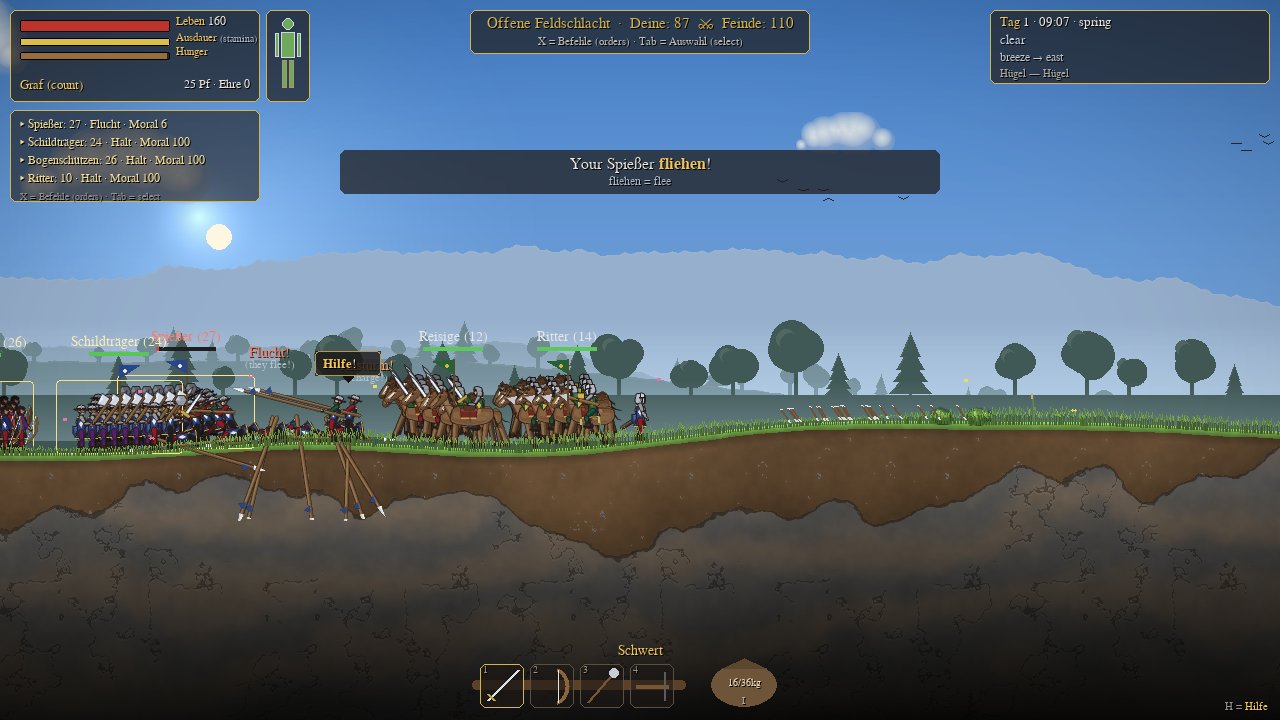 Leben 160
Ausdauer (stamina)
Hunger
Graf (count)
25 Pf · Ehre 0
Offene Feldschlacht · Deine: 87 ⚔ Feinde: 110
X = Befehle (orders) · Tab = Auswahl (select)
Tag 1 · 09:07 · spring
clear
breeze → east
Hügel — Hügel
▸ Spießer: 27 · Flucht · Moral 6
▸ Schildträger: 24 · Halt · Moral 100
▸ Bogenschützen: 26 · Halt · Moral 100
▸ Ritter: 10 · Halt · Moral 100
X = Befehle (orders) · Tab = select
Your Spießer fliehen!
fliehen = flee
(26)
Schildträger (24)
Spießer (27)
Reisige (12)
Ritter (14)
Flucht!
(they flee!)
Hilfe!
Schwert
1
2
3
4
16/36kg
I
H = Hilfe